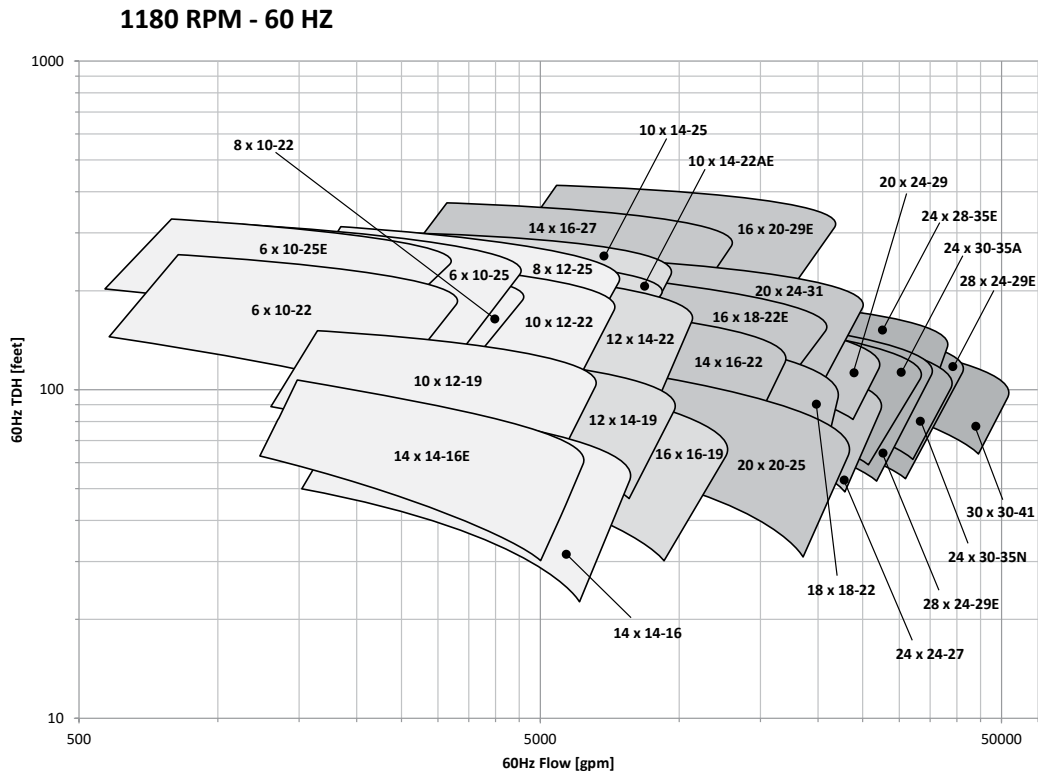 1180 RPM - 60 HZ
1000
10 x 14-25
8 x 10-22
10 x 14-22AE
20 x 24-29
24 x 28-35E
14 x 16-27
16 x 20-29E
24 x 30-35A
6 x 10-25E
6 x 10-25
8 x 12-25
28 x 24-29E
20 x 24-31
6 x 10-22
10 x 12-22
16 x 18-22E
12 x 14-22
14 x 16-22
60Hz TDH [feet]
100
10 x 12-19
12 x 14-19
14 x 14-16E
16 x 16-19
20 x 20-25
30 x 30-41
24 x 30-35N
18 x 18-22
28 x 24-29E
14 x 14-16
24 x 24-27
10
500
5000
50000
60Hz Flow [gpm]